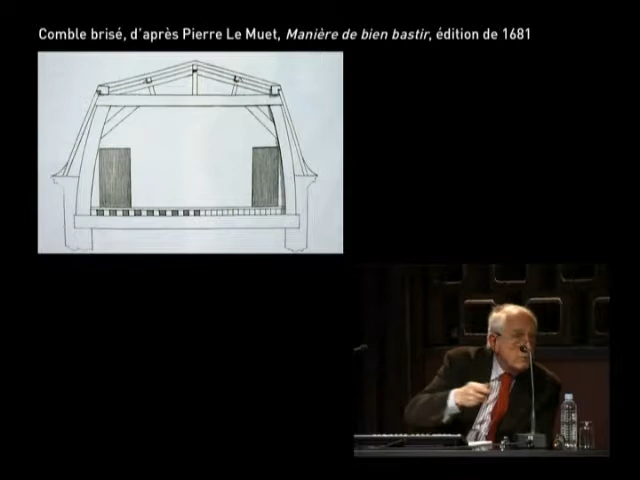 Comble brisé, d'après Pierre Le Muet, Manière de bien bastir, édition de 1681